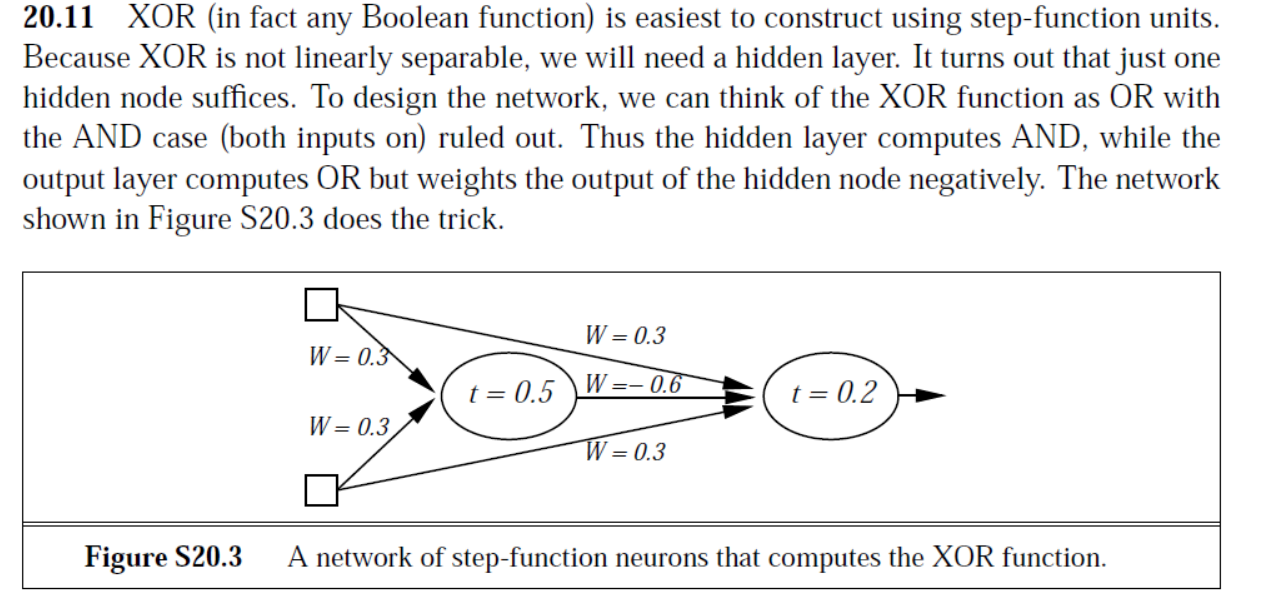 20.11 XOR (in fact any Boolean function) is easiest to construct using step-function units.
Because XOR is not linearly separable, we will need a hidden layer. It turns out that just one
hidden node suffices. To design the network, we can think of the XOR function as OR with
the AND case (both inputs on) ruled out. Thus the hidden layer computes AND, while the
output layer computes OR but weights the output of the hidden node negatively. The network
shown in Figure S20.3 does the trick.
W = 0.3
W = 0.3
t = 0.5
W =– 0.6
t = 0.2
W = 0.3
W = 0.3
Figure S20.3 A network of step-function neurons that computes the XOR function.